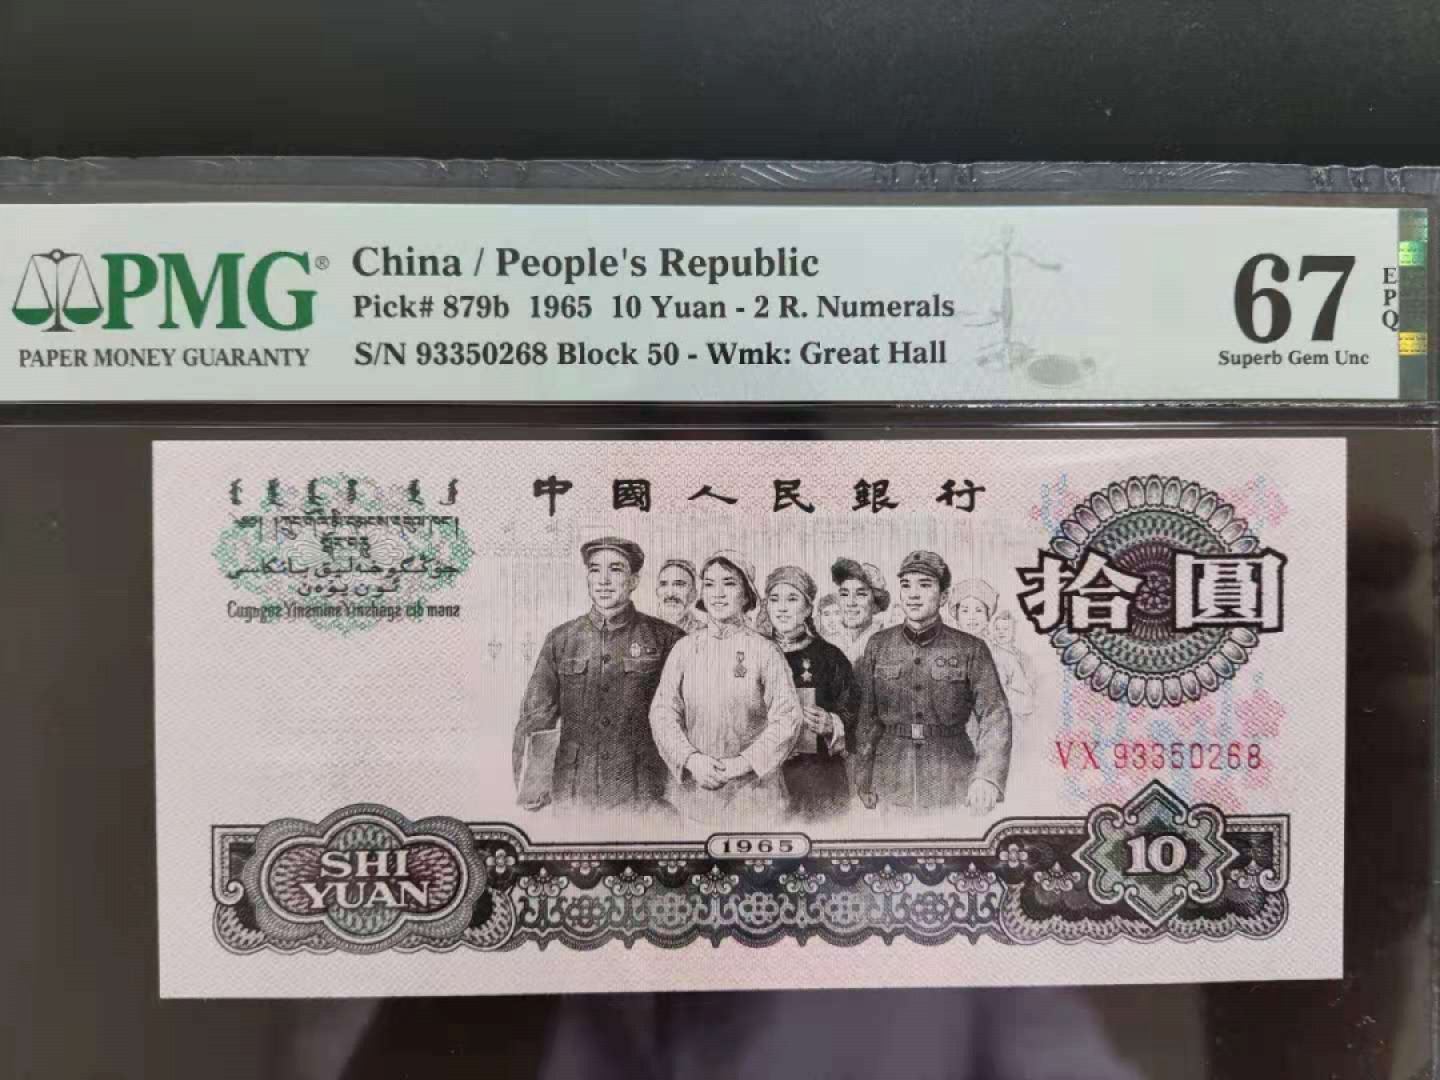 PMG®
PAPER MONEY GUARANTY
China / People's Republic
Pick# 879b 1965 10 Yuan - 2 R. Numerals
S/N 93350268 Block 50 - Wmk: Great Hall
67
EPQ
Superb Gem Unc
中國人民銀行
拾圓
VX 93350268
1965
SHI
YUAN
10